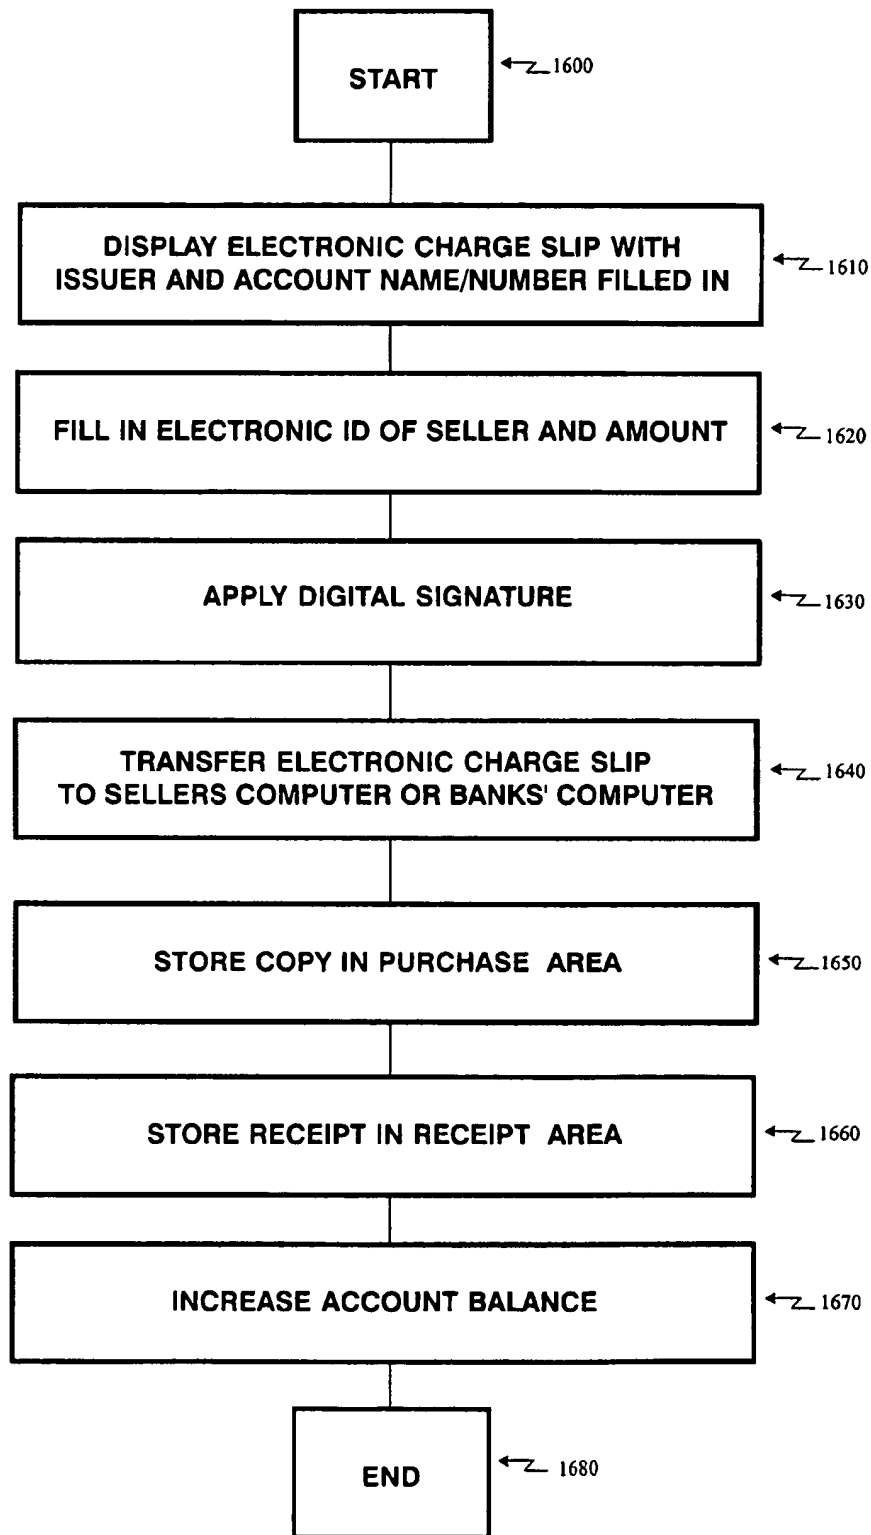 START
1600
DISPLAY ELECTRONIC CHARGE SLIP WITH
ISSUER AND ACCOUNT NAME/NUMBER FILLED IN
1610
FILL IN ELECTRONIC ID OF SELLER AND AMOUNT
1620
APPLY DIGITAL SIGNATURE
1630
TRANSFER ELECTRONIC CHARGE SLIP
TO SELLERS COMPUTER OR BANKS' COMPUTER
1640
STORE COPY IN PURCHASE AREA
1650
STORE RECEIPT IN RECEIPT AREA
1660
INCREASE ACCOUNT BALANCE
1670
END
1680